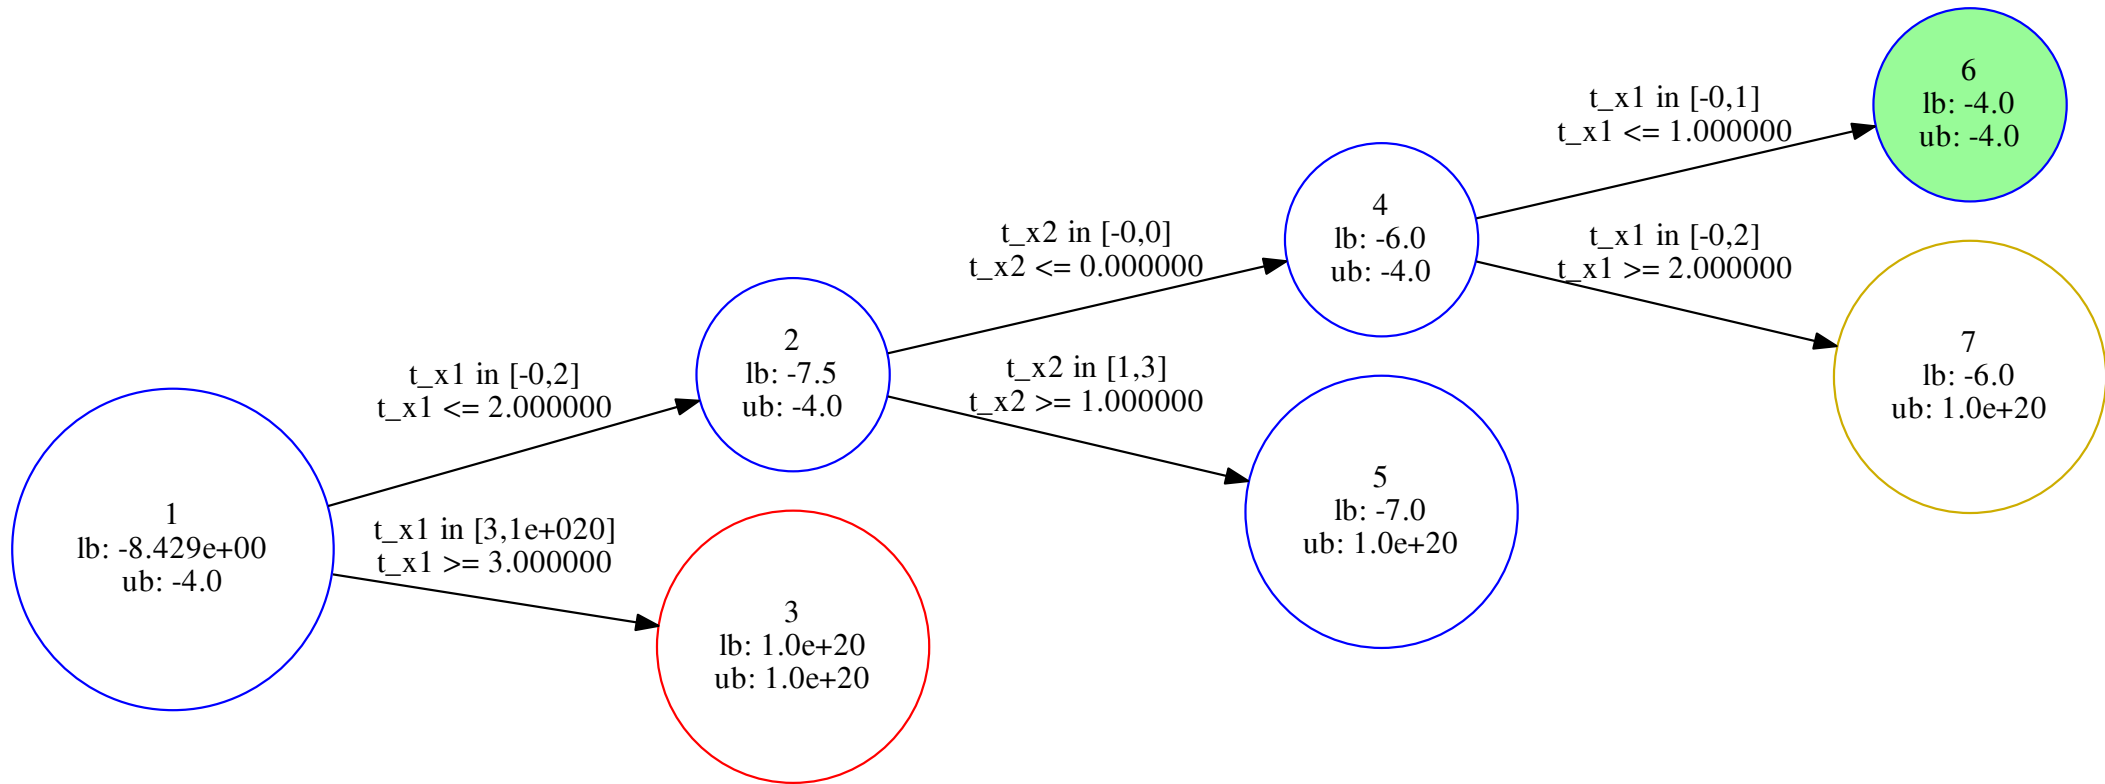 1
lb: -8.429e+00
ub: -4.0
t_x1 in [-0,2]
t_x1 <= 2.000000
t_x1 in [3,1e+020]
t_x1 >= 3.000000
2
lb: -7.5
ub: -4.0
3
lb: 1.0e+20
ub: 1.0e+20
t_x2 in [-0,0]
t_x2 <= 0.000000
t_x2 in [1,3]
t_x2 >= 1.000000
4
lb: -6.0
ub: -4.0
5
lb: -7.0
ub: 1.0e+20
t_x1 in [-0,1]
t_x1 <= 1.000000
t_x1 in [-0,2]
t_x1 >= 2.000000
6
lb: -4.0
ub: -4.0
7
lb: -6.0
ub: 1.0e+20